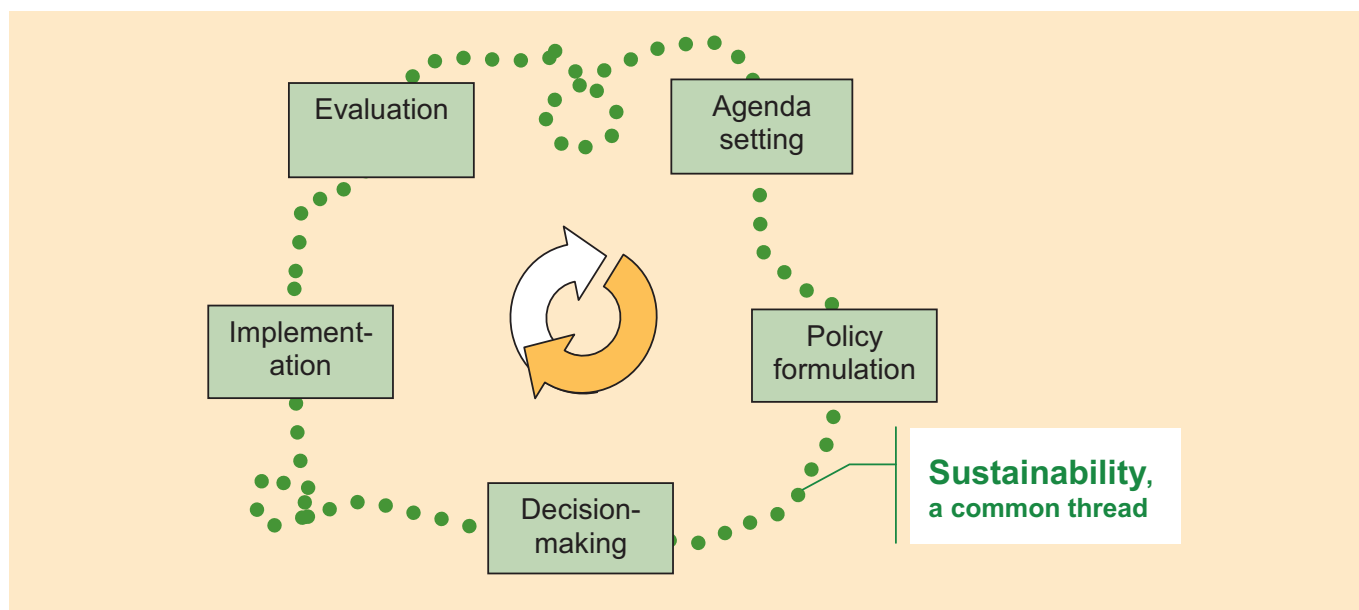 Evaluation
Agenda
setting
Implement-
ation
Policy
formulation
Decision-
making
Sustainability,
a common thread